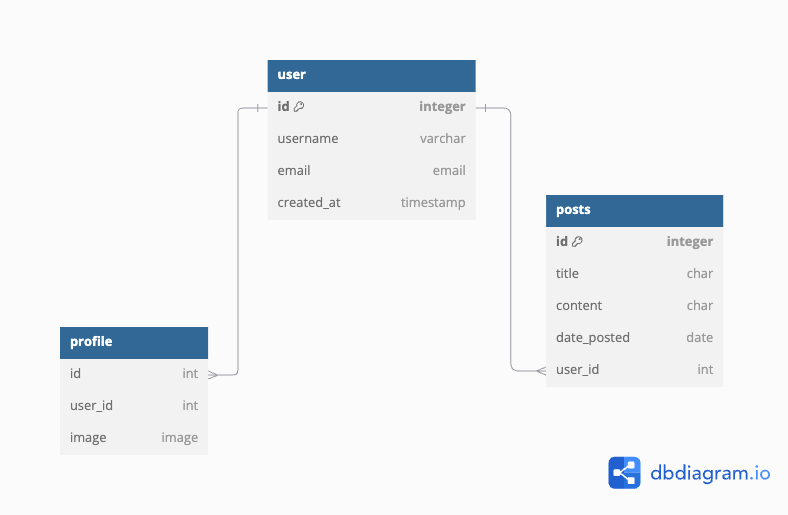 user
id integer
username varchar
email email
created_at timestamp
posts
id integer
title char
content char
date_posted date
user_id int
profile
id int
user_id int
image image
dbdiagram.io